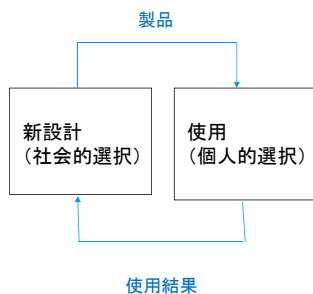 製品
新設計
（社会的選択）
使用
（個人的選択）
使用結果